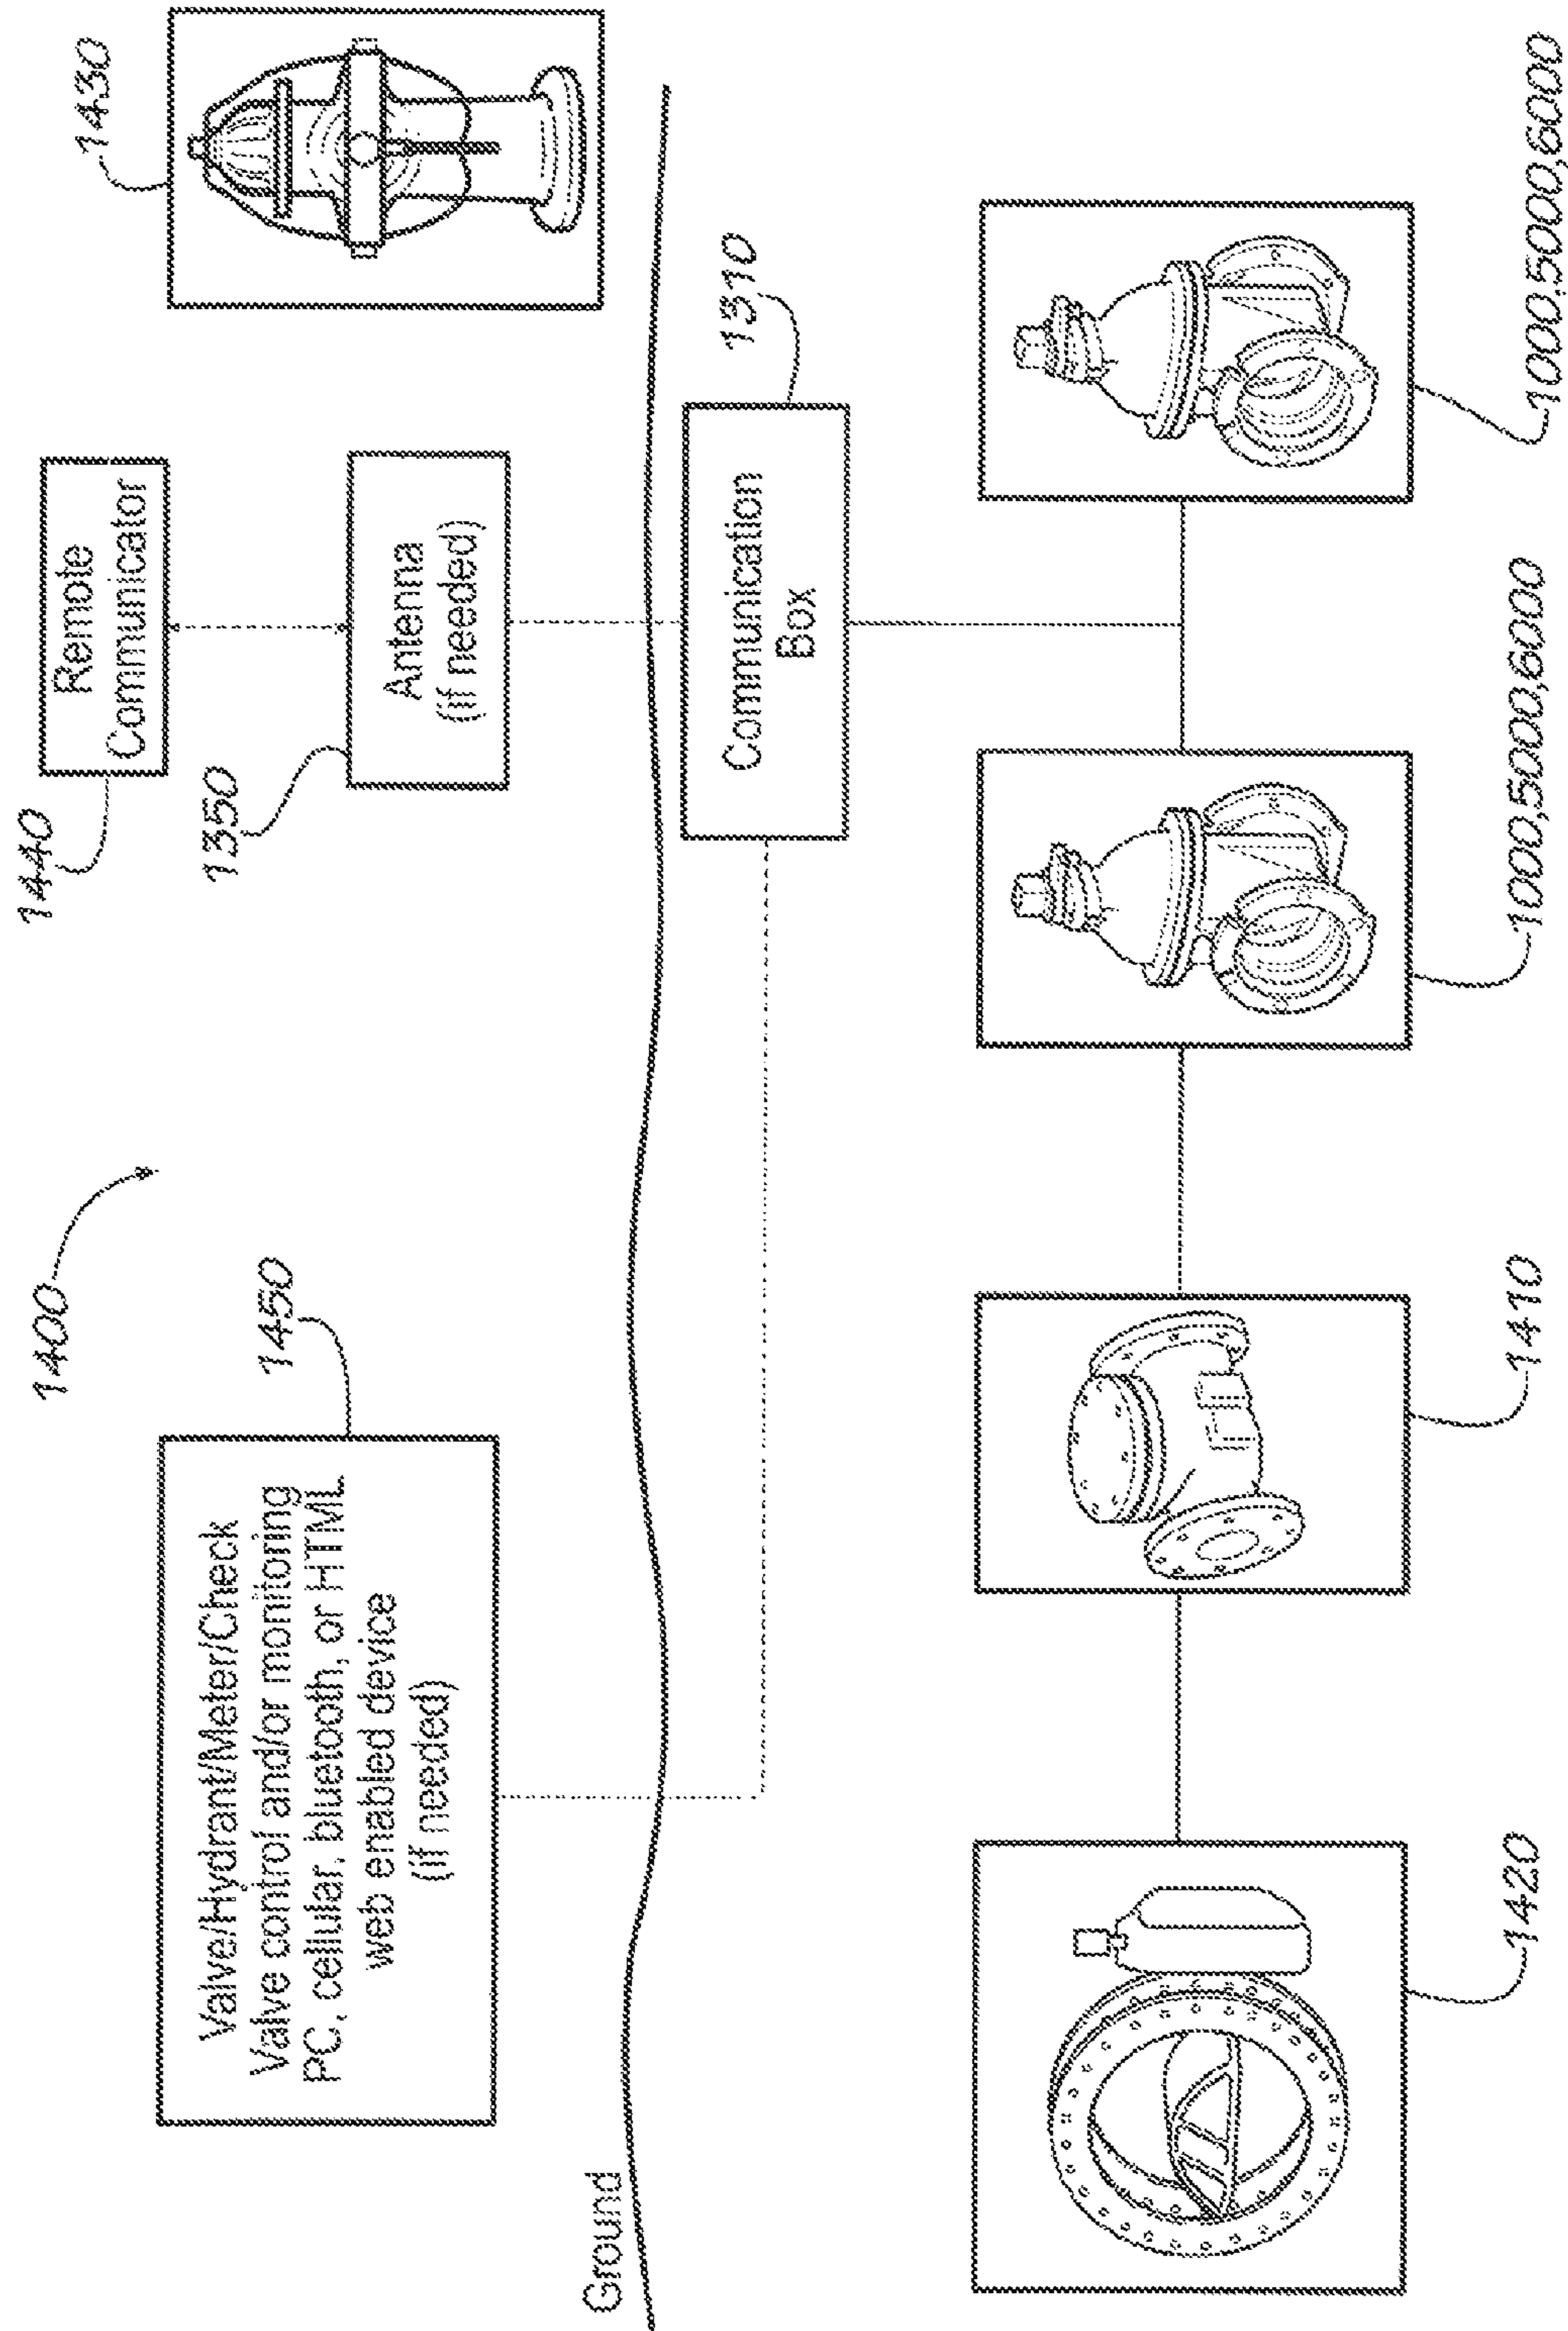 1400
1440
Remote
Communicator
1430
1450
Valve/Hydrant/Meter/Check
Valve control and/or monitoring
PC, cellular, bluetooth, or HTML
web enabled device
(if needed)
1350
Antenna
(if needed)
Ground
1310
Communication
Box
1420
1410
1000,5000,6000
1000,5000,6000